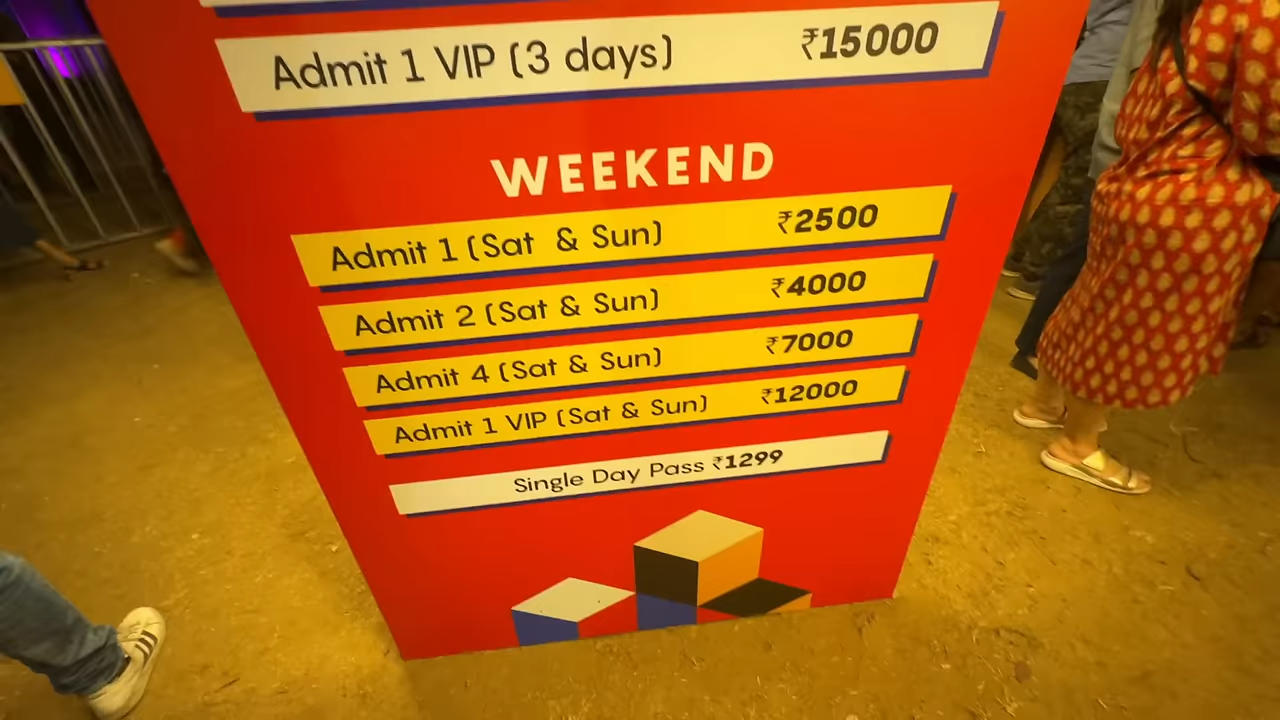 Admit 1 VIP (3 days) ₹15000
WEEKEND
Admit 1 (Sat & Sun) ₹2500
Admit 2 (Sat & Sun) ₹4000
Admit 4 (Sat & Sun) ₹7000
Admit 1 VIP (Sat & Sun) ₹12000
Single Day Pass ₹1299